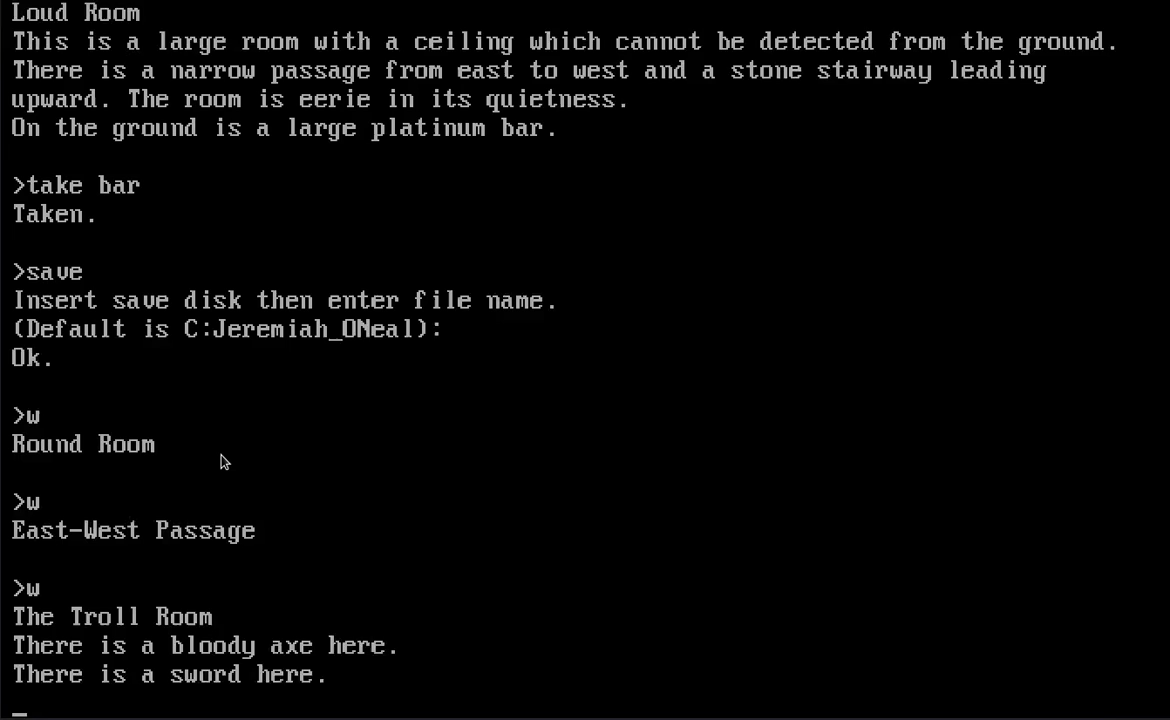 Loud Room
This is a large room with a ceiling which cannot be detected from the ground.
There is a narrow passage from east to west and a stone stairway leading
upward. The room is eerie in its quietness.
On the ground is a large platinum bar.
>take bar
Taken.
>save
Insert save disk then enter file name.
(Default is C:Jeremiah_ONeal):
Ok.
>w
Round Room
>w
East-West Passage
>w
The Troll Room
There is a bloody axe here.
There is a sword here.